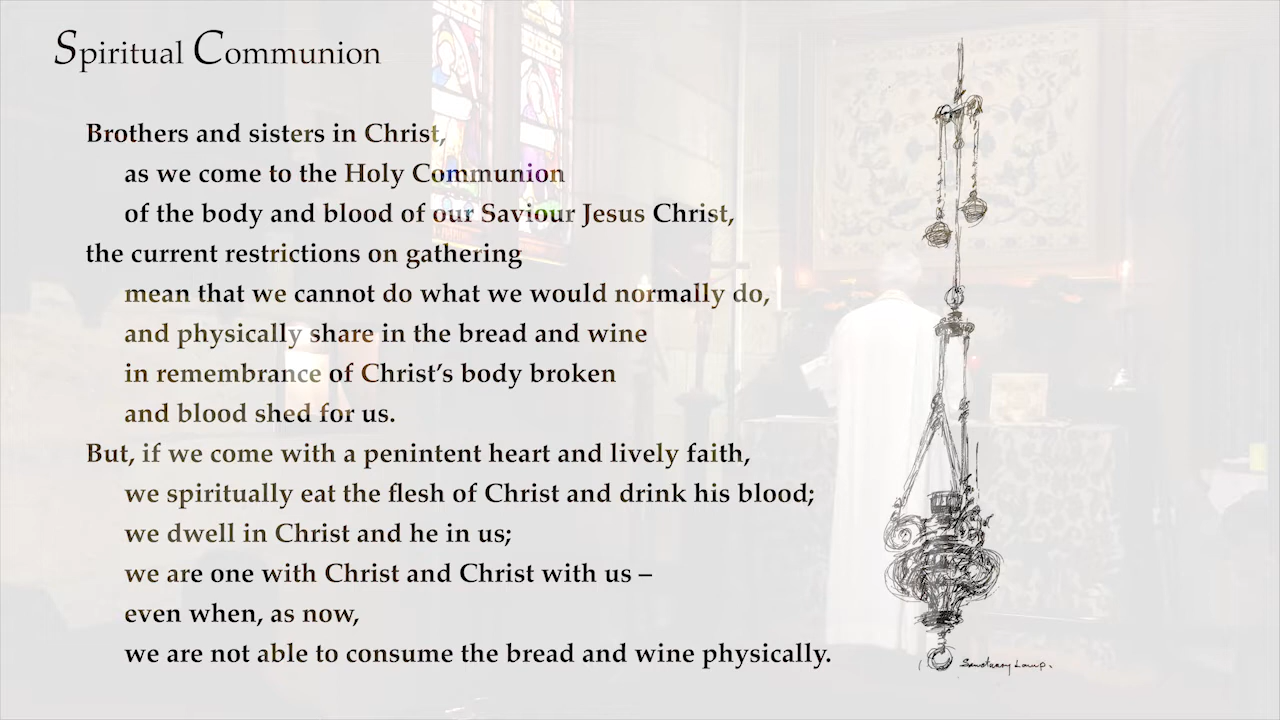 Spiritual Communion
Brothers and sisters in Christ,
as we come to the Holy Communion
of the body and blood of our Saviour Jesus Christ,
the current restrictions on gathering
mean that we cannot do what we would normally do,
and physically share in the bread and wine
in remembrance of Christ’s body broken
and blood shed for us.
But, if we come with a penintent heart and lively faith,
we spiritually eat the flesh of Christ and drink his blood;
we dwell in Christ and he in us;
we are one with Christ and Christ with us –
even when, as now,
we are not able to consume the bread and wine physically.
Sanctuary Lamp.